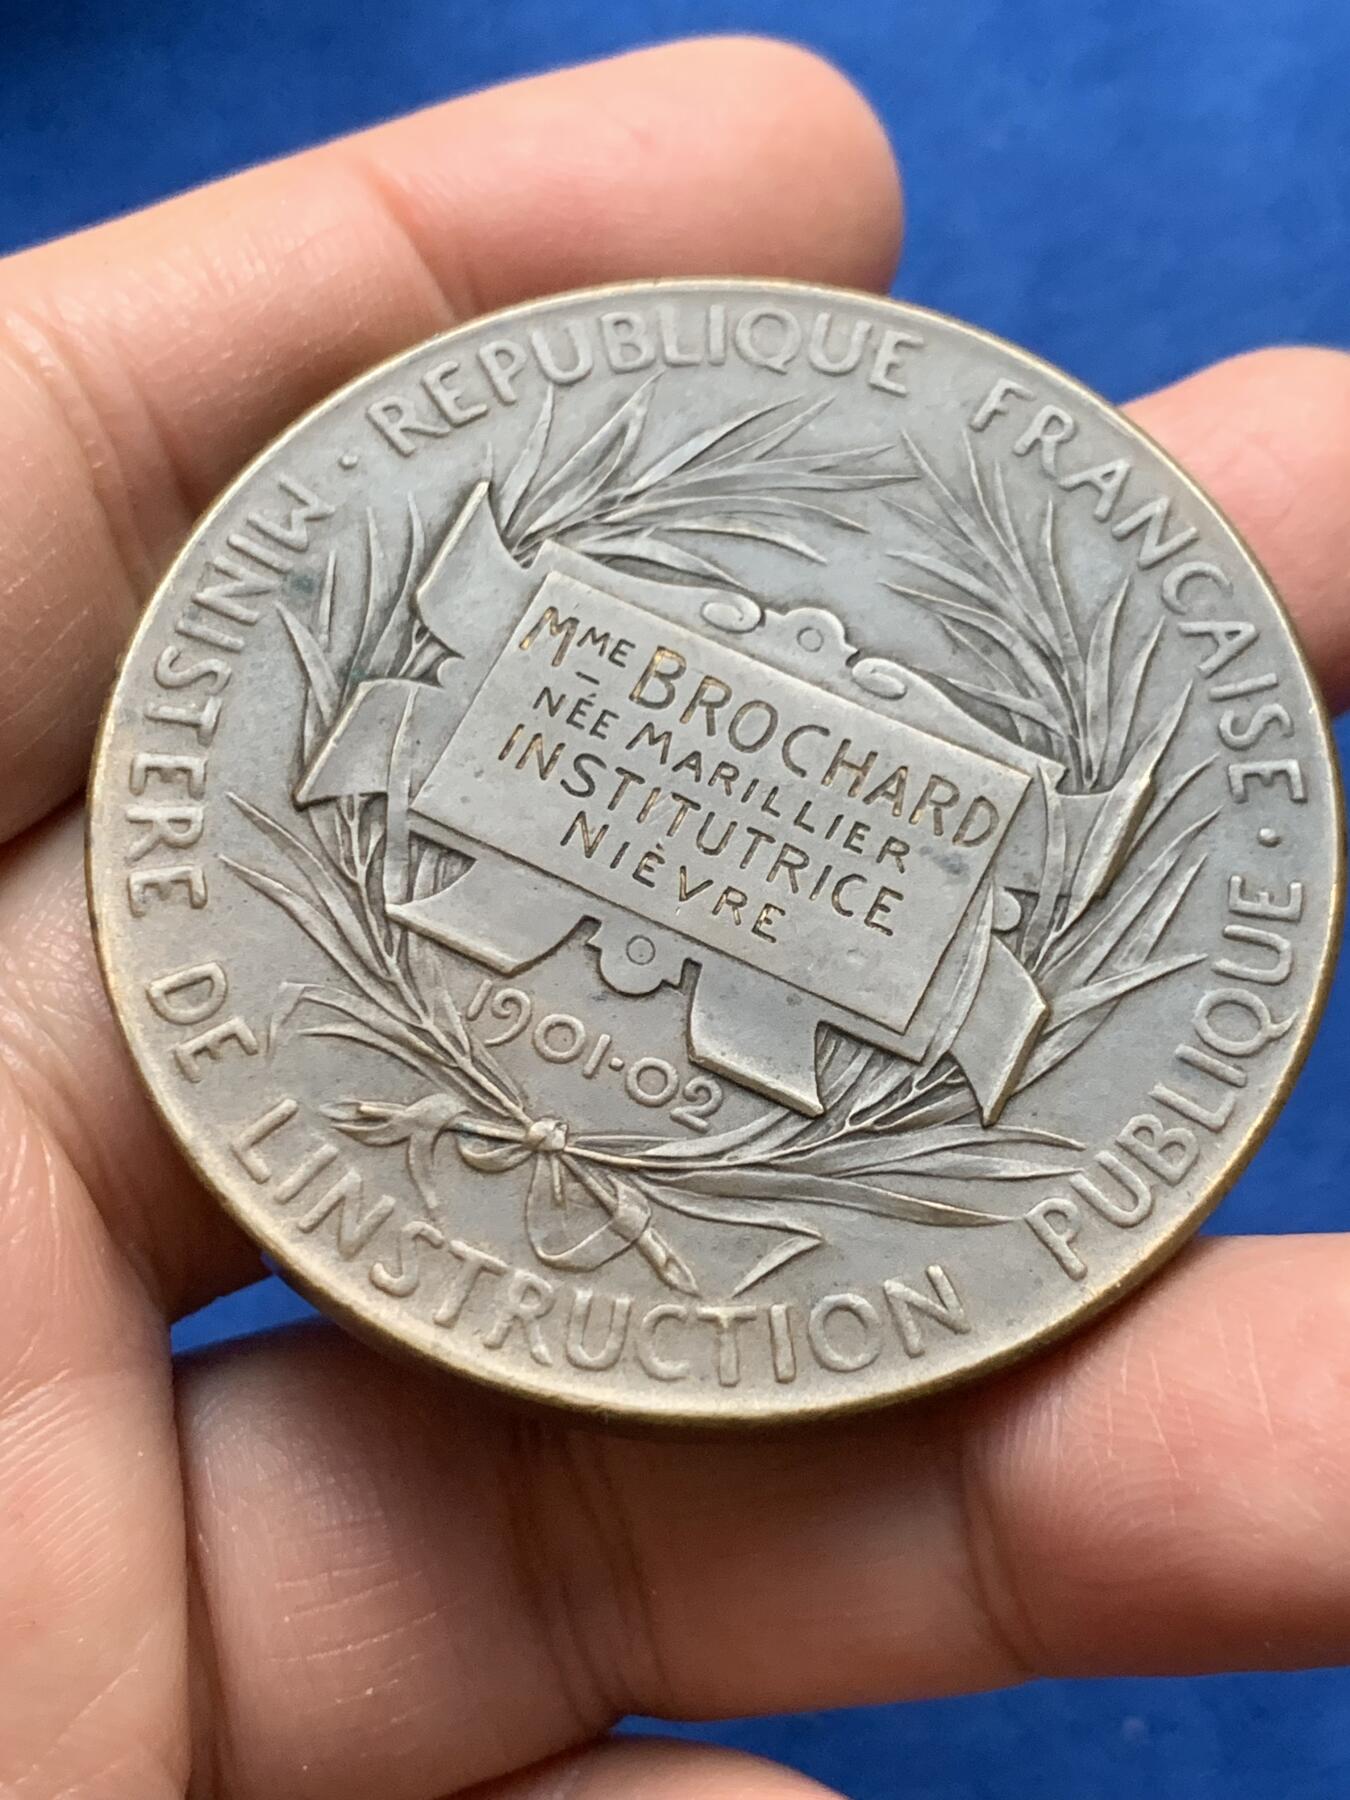 REPUBLIQUE FRANÇAISE ·
MINISTERE DE L'INSTRUCTION PUBLIQUE ·
MME BROCHARD
NÉE MARILLIER
INSTITUTRICE
NIÈVRE
1901·02